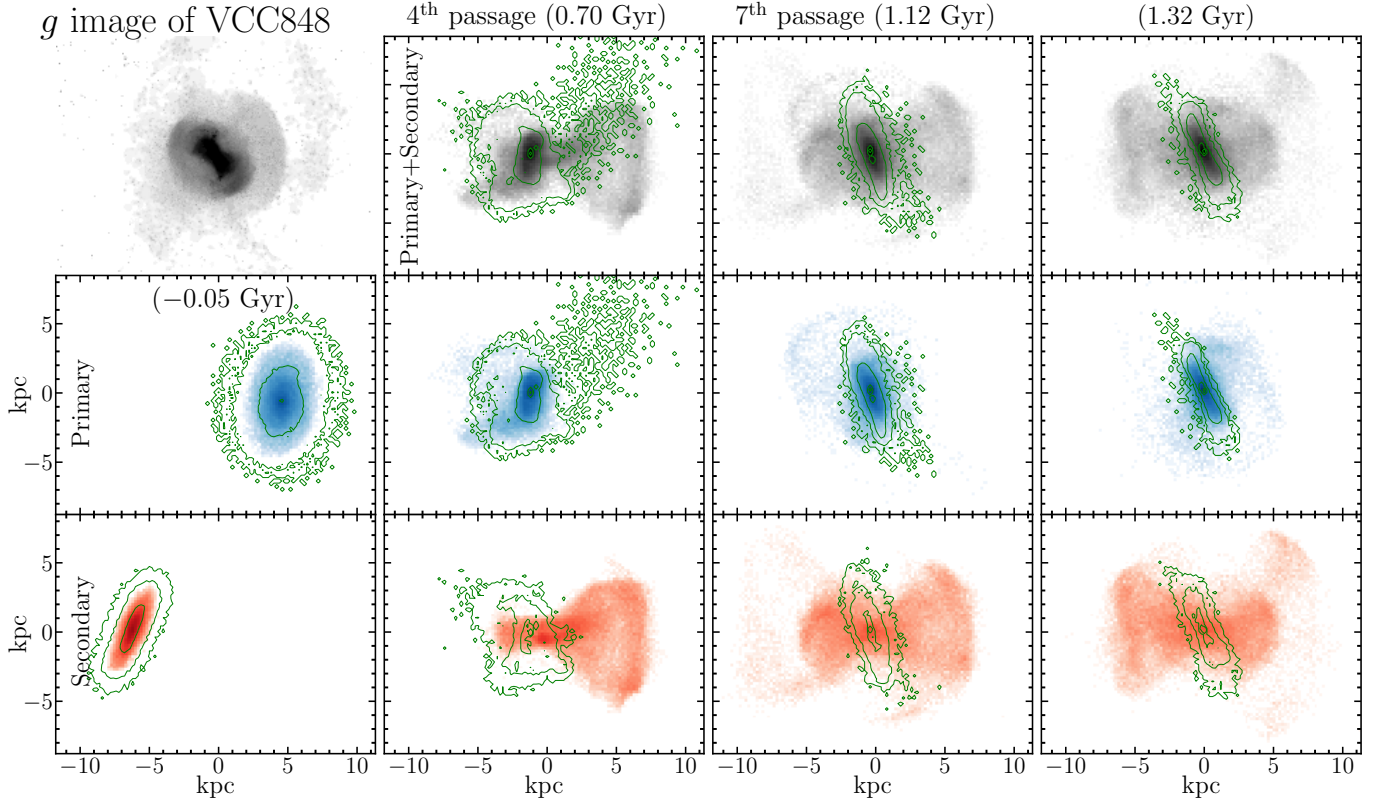 g image of VCC848
4th passage (0.70 Gyr)
7th passage (1.12 Gyr)
(1.32 Gyr)
Primary+Secondary
(−0.05 Gyr)
5
0
−5
kpc
Primary
5
0
−5
kpc
Secondary
−10 −5 0 5 10
−10 −5 0 5 10
−10 −5 0 5 10
−10 −5 0 5 10
kpc
kpc
kpc
kpc